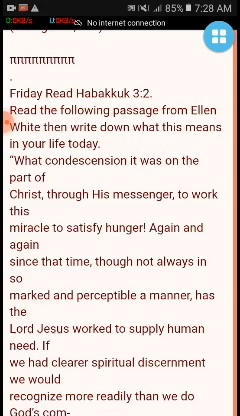 D:0KB/s U:0KB/s 85% 7:28 AM
No internet connection
πππππππππ
.
Friday Read Habakkuk 3:2.
Read the following passage from Ellen
White then write down what this means
in your life today.
“What condescension it was on the
part of
Christ, through His messenger, to work
this
miracle to satisfy hunger! Again and
again
since that time, though not always in
so
marked and perceptible a manner, has
the
Lord Jesus worked to supply human
need. If
we had clearer spiritual discernment
we would
recognize more readily than we do
God's com-